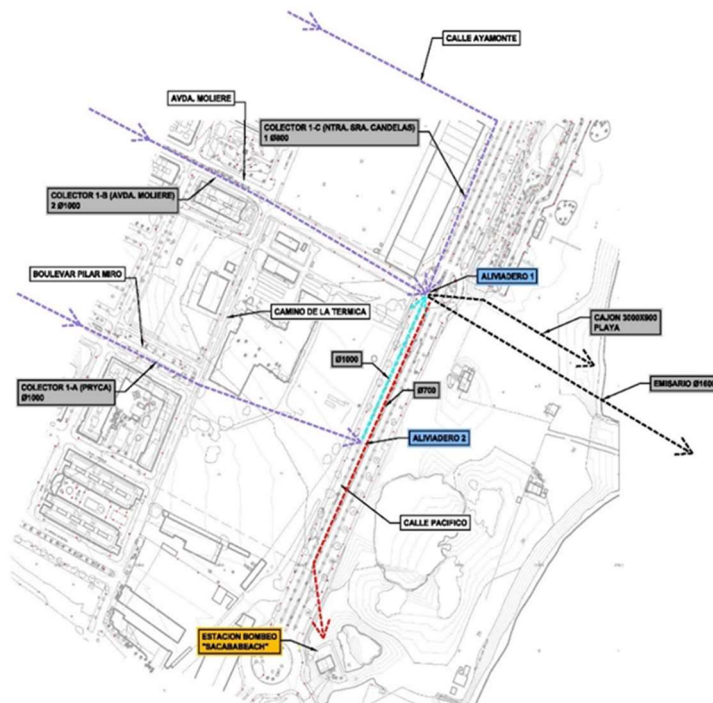 CALLE AYAMONTE
AVDA. MOLIERE
COLECTOR 1-C (NTRA. SRA. CANDELAS)
1 Ø800
COLECTOR 1-B (AVDA. MOLIERE)
2 Ø1000
BOULEVAR PILAR MIRO
ALIVIADERO 1
CAMINO DE LA TERMICA
CAJON 3000X900
PLAYA
Ø1000
COLECTOR 1-A (PRYCA)
Ø1000
Ø700
EMISARIO Ø1800
ALIVIADERO 2
CALLE PACIFICO
ESTACION BOMBEO
"SACABABEACH"